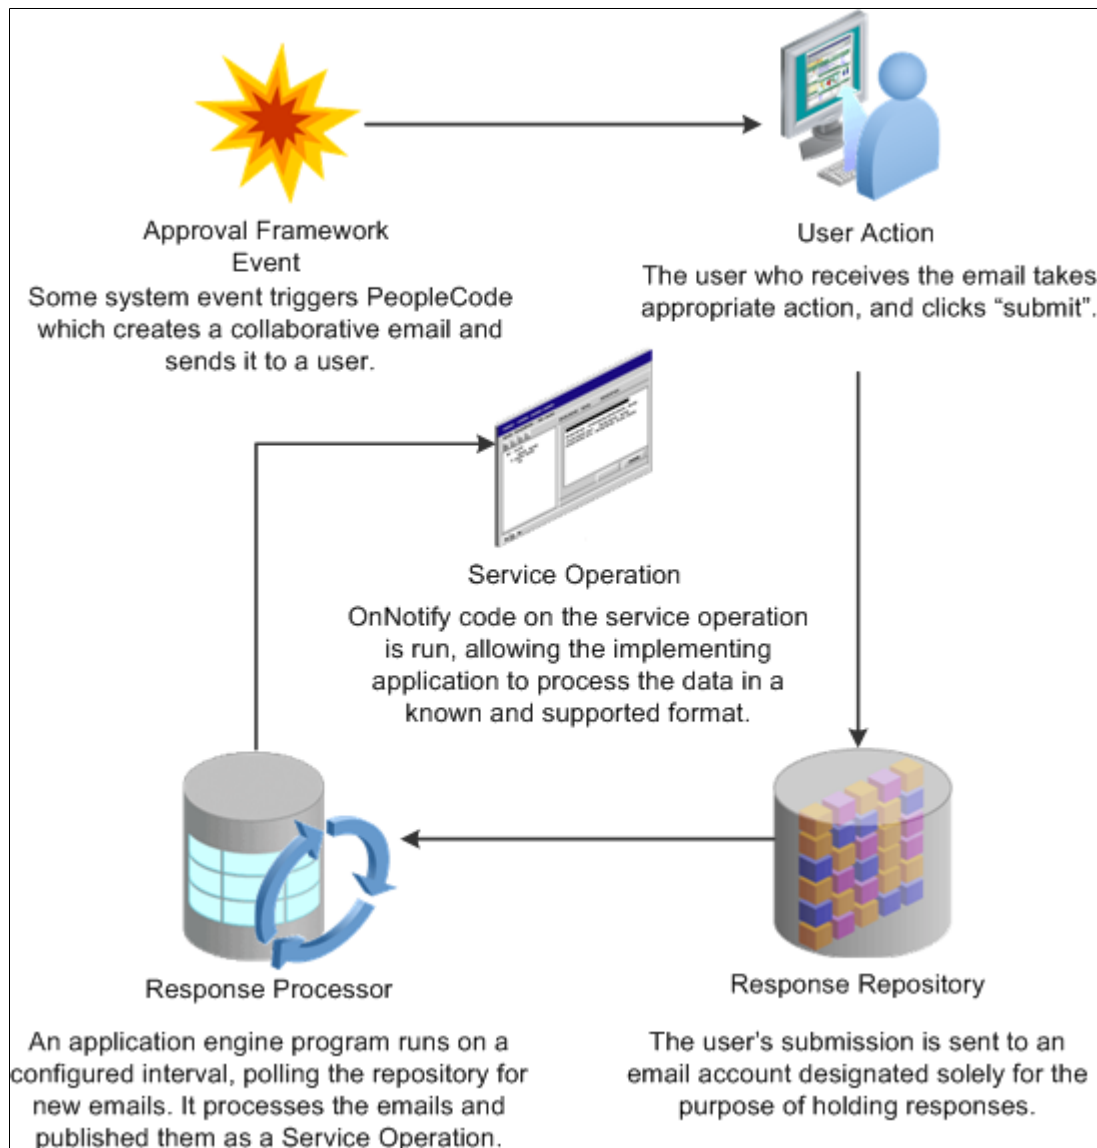 Approval Framework
Event
Some system event triggers PeopleCode
which creates a collaborative email and
sends it to a user.
User Action
The user who receives the email takes
appropriate action, and clicks “submit”.
Service Operation
OnNotify code on the service operation
is run, allowing the implementing
application to process the data in a
known and supported format.
Response Processor
An application engine program runs on a
configured interval, polling the repository for
new emails. It processes the emails and
published them as a Service Operation.
Response Repository
The user’s submission is sent to an
email account designated solely for the
purpose of holding responses.